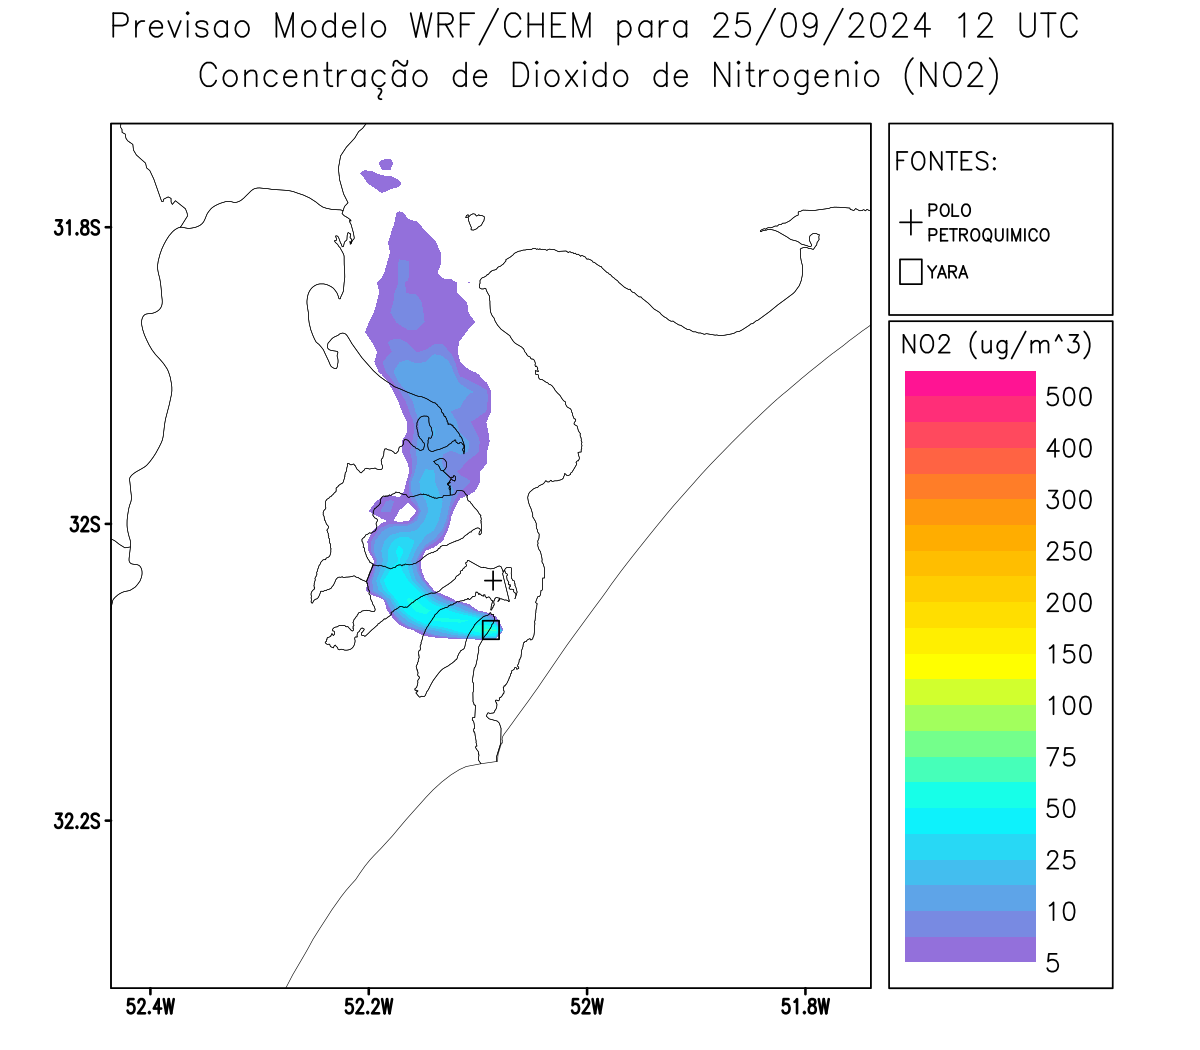 Previsao Modelo WRF/CHEM para 25/09/2024 12 UTC
Concentração de Dioxido de Nitrogenio (NO2)
FONTES:
POLO
PETROQUIMICO
YARA
NO2 (ug/m^3)
500
400
300
250
200
150
100
75
50
25
10
5
31.8S
32S
32.2S
52.4W
52.2W
52W
51.8W